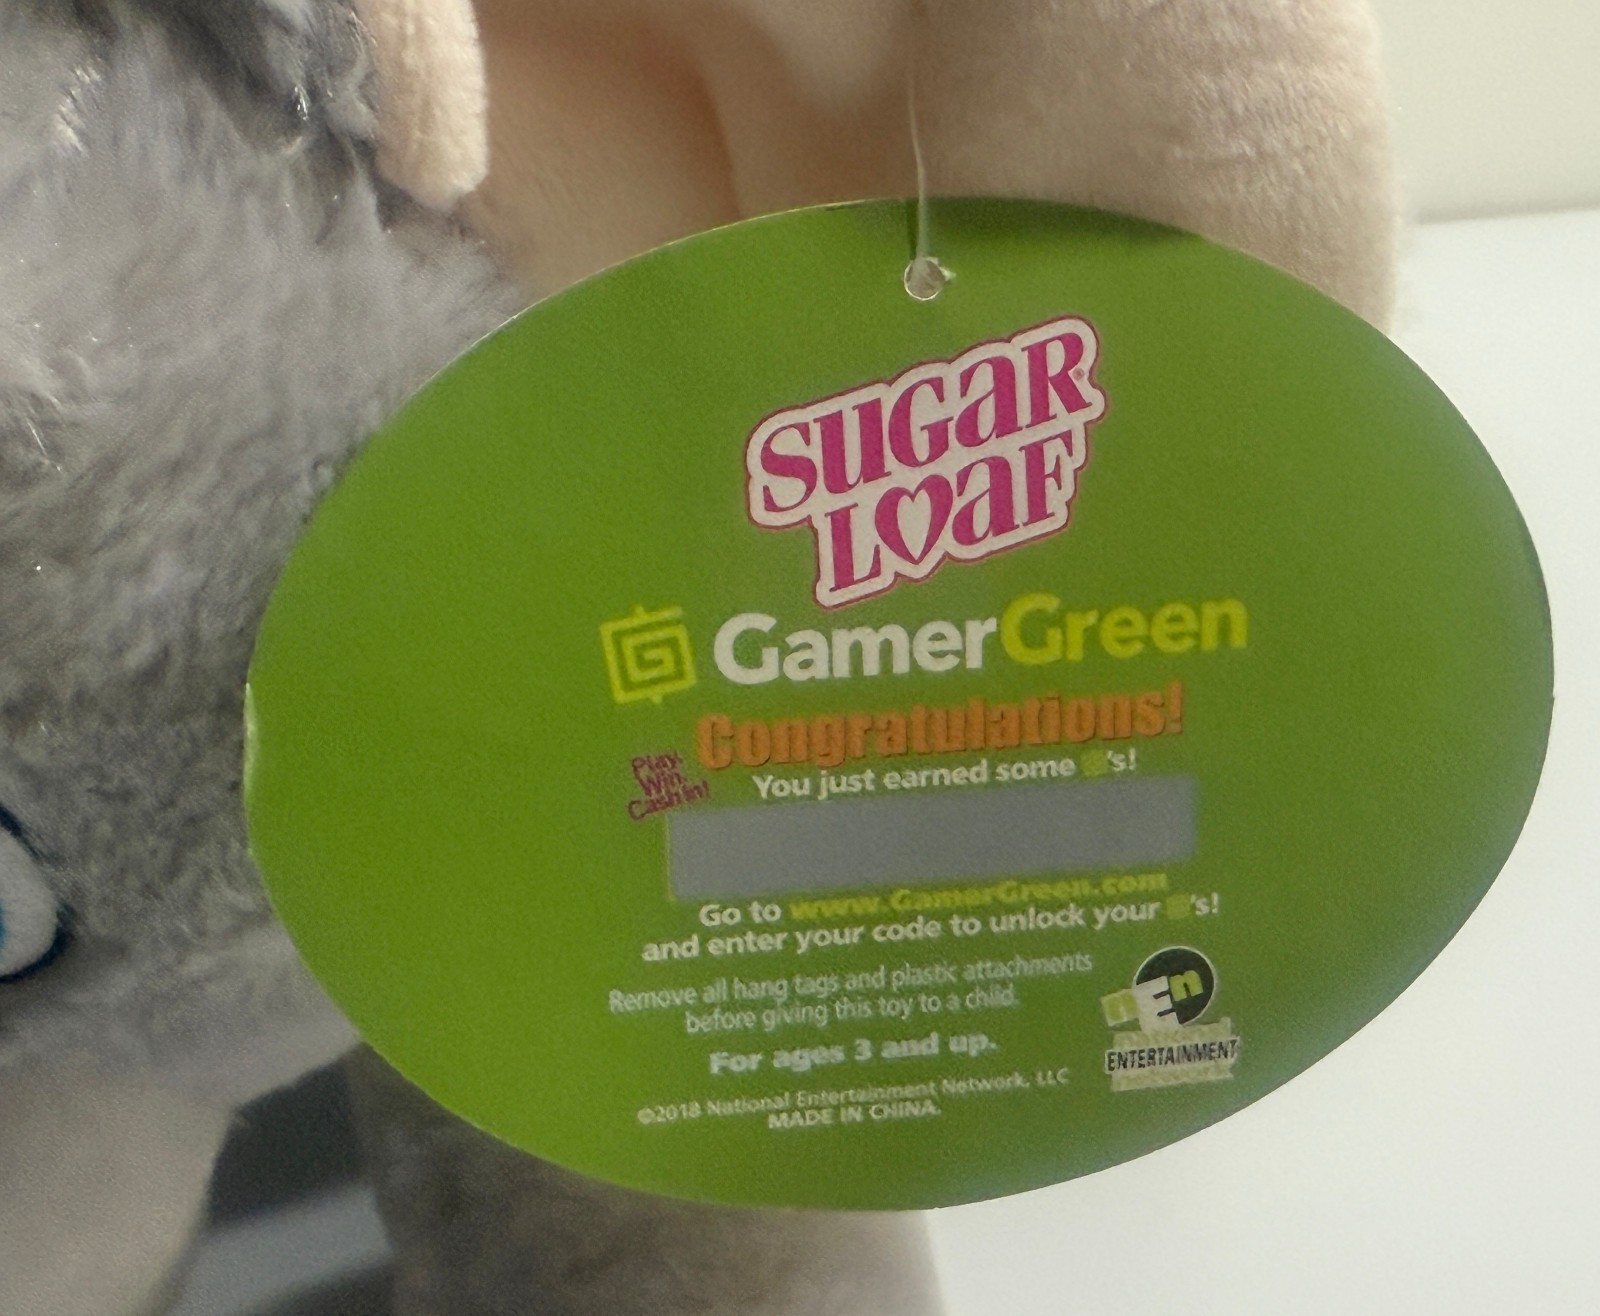 SUGAR
LOAF
GamerGreen
Congratulations!
Play!
Win.
Cash in!
You just earned some 's!
Go to www.GamerGreen.com
and enter your code to unlock your 's!
Remove all hang tags and plastic attachments
before giving this toy to a child.
For ages 3 and up.
©2018 National Entertainment Network, LLC
MADE IN CHINA.
nEn
ENTERTAINMENT